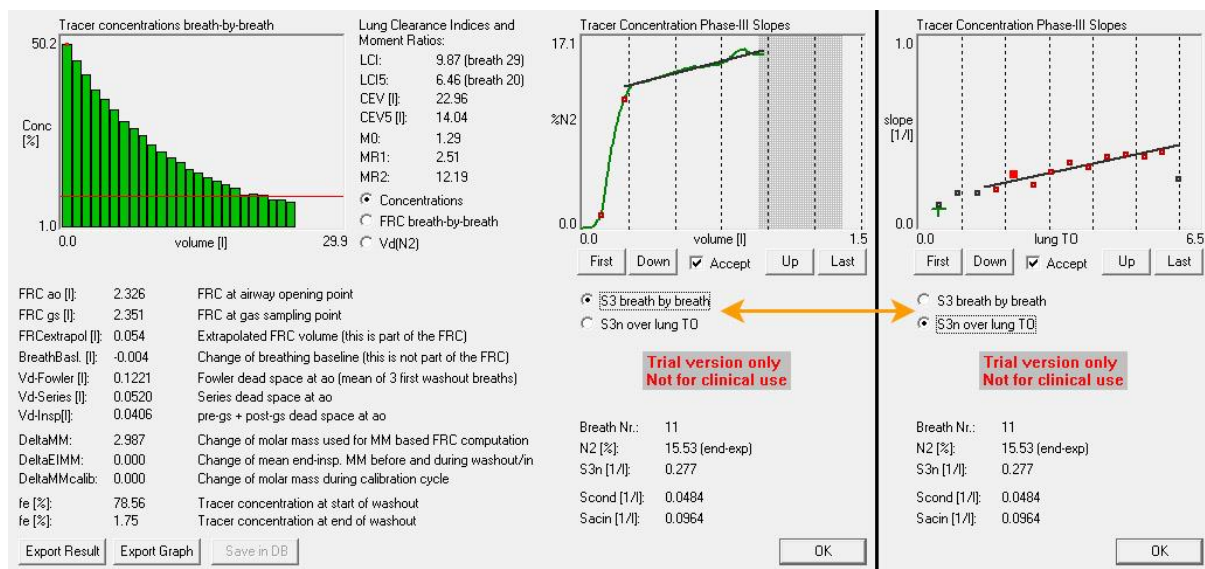 Tracer concentrations breath-by-breath
50.2
Conc
[%]
1.0
0.0
volume [l]
29.9
Lung Clearance Indices and
Moment Ratios:
LCI: 9.87 (breath 29)
LCI5: 6.46 (breath 20)
CEV [l]: 22.96
CEV5 [l]: 14.04
M0: 1.29
MR1: 2.51
MR2: 12.19
Concentrations
FRC breath-by-breath
Vd(N2)
FRC ao [l]: 2.326 FRC at airway opening point
FRC gs [l]: 2.351 FRC at gas sampling point
FRCextrapol [l]: 0.054 Extrapolated FRC volume (this is part of the FRC)
BreathBasl. [l]: -0.004 Change of breathing baseline (this is not part of the FRC)
Vd-Fowler [l]: 0.1221 Fowler dead space at ao (mean of 3 first washout breaths)
Vd-Series [l]: 0.0520 Series dead space at ao
Vd-Insp[l]: 0.0406 pre-gs + post-gs dead space at ao
DeltaMM: 2.987 Change of molar mass used for MM based FRC computation
DeltaEIMM: 0.000 Change of mean end-insp. MM before and during washout/in
DeltaMMcalib: 0.000 Change of molar mass during calibration cycle
fe [%]: 78.56 Tracer concentration at start of washout
fe [%]: 1.75 Tracer concentration at end of washout
Export Result Export Graph Save in DB
Tracer Concentration Phase-III Slopes
17.1
%N2
0.0
0.0
volume [l]
1.5
First Down Accept Up Last
S3 breath by breath
S3n over lung TO
Trial version only
Not for clinical use
Breath Nr.: 11
N2 [%]: 15.53 (end-exp)
S3n [1/l]: 0.277
Scond [1/l]: 0.0484
Sacin [1/l]: 0.0964
OK
Tracer Concentration Phase-III Slopes
1.0
slope
[1/l]
0.0
0.0
lung TO
6.5
First Down Accept Up Last
S3 breath by breath
S3n over lung TO
Trial version only
Not for clinical use
Breath Nr.: 11
N2 [%]: 15.53 (end-exp)
S3n [1/l]: 0.277
Scond [1/l]: 0.0484
Sacin [1/l]: 0.0964
OK